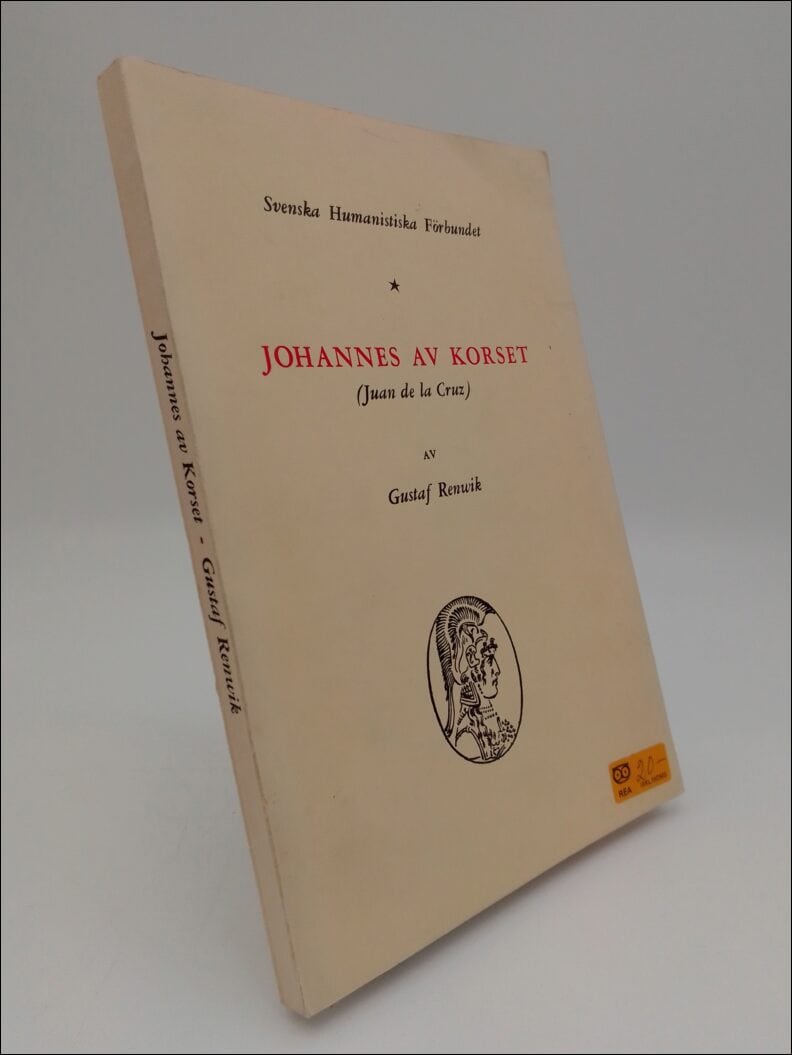 Svenska Humanistiska Förbundet
JOHANNES AV KORSET
(Juan de la Cruz)
AV
Gustaf Renwik
Johannes av Korset - Gustaf Renwik
20-
REA